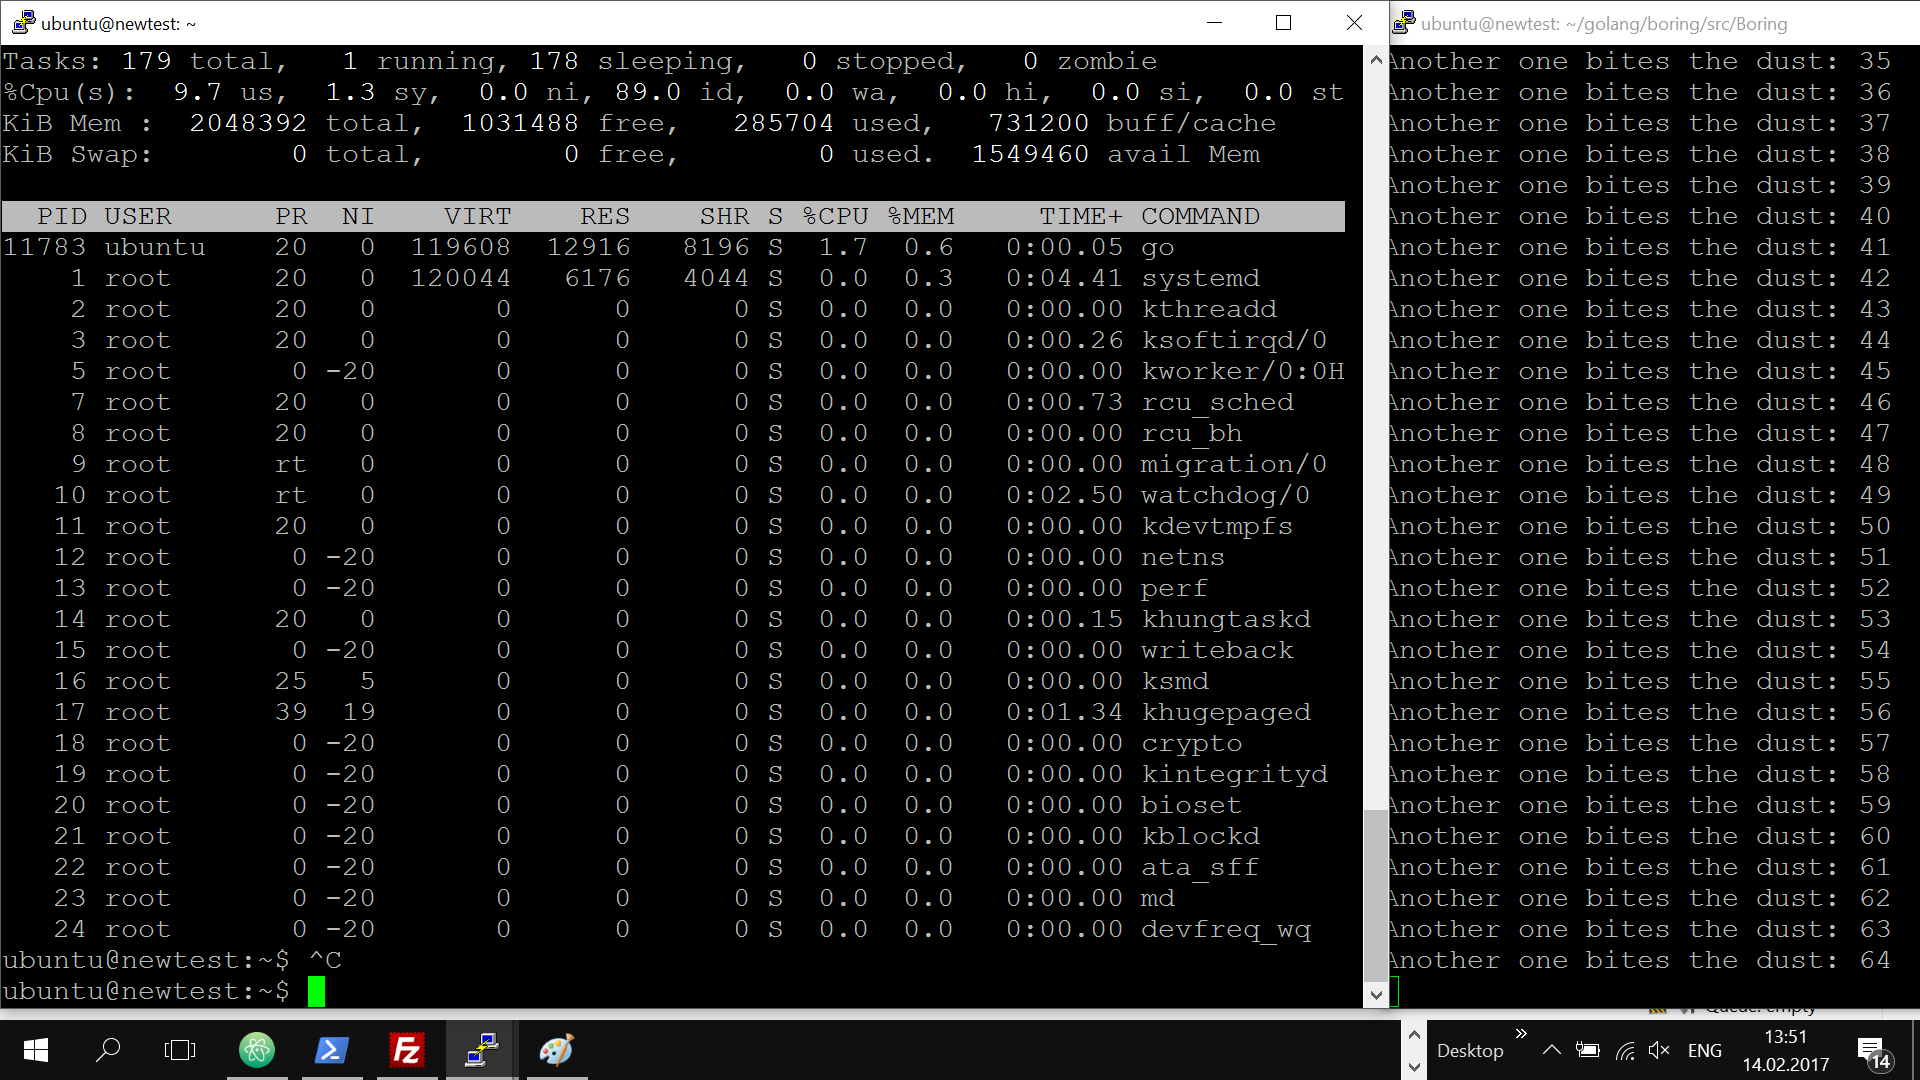 ubuntu@newtest: ~
Tasks: 179 total,   1 running, 178 sleeping,   0 stopped,   0 zombie
%Cpu(s):  9.7 us,  1.3 sy,  0.0 ni, 89.0 id,  0.0 wa,  0.0 hi,  0.0 si,  0.0 st
KiB Mem :  2048392 total,  1031488 free,   285704 used,   731200 buff/cache
KiB Swap:        0 total,        0 free,        0 used.  1549460 avail Mem
PID USER      PR  NI    VIRT    RES    SHR S %CPU %MEM     TIME+ COMMAND
11783 ubuntu    20   0  119608  12916   8196 S  1.7  0.6   0:00.05 go
1 root      20   0  120044   6176   4044 S  0.0  0.3   0:04.41 systemd
2 root      20   0       0      0      0 S  0.0  0.0   0:00.00 kthreadd
3 root      20   0       0      0      0 S  0.0  0.0   0:00.26 ksoftirqd/0
5 root       0 -20       0      0      0 S  0.0  0.0   0:00.00 kworker/0:0H
7 root      20   0       0      0      0 S  0.0  0.0   0:00.73 rcu_sched
8 root      20   0       0      0      0 S  0.0  0.0   0:00.00 rcu_bh
9 root      rt   0       0      0      0 S  0.0  0.0   0:00.00 migration/0
10 root      rt   0       0      0      0 S  0.0  0.0   0:02.50 watchdog/0
11 root      20   0       0      0      0 S  0.0  0.0   0:00.00 kdevtmpfs
12 root       0 -20       0      0      0 S  0.0  0.0   0:00.00 netns
13 root       0 -20       0      0      0 S  0.0  0.0   0:00.00 perf
14 root      20   0       0      0      0 S  0.0  0.0   0:00.15 khungtaskd
15 root       0 -20       0      0      0 S  0.0  0.0   0:00.00 writeback
16 root      25   5       0      0      0 S  0.0  0.0   0:00.00 ksmd
17 root      39  19       0      0      0 S  0.0  0.0   0:01.34 khugepaged
18 root       0 -20       0      0      0 S  0.0  0.0   0:00.00 crypto
19 root       0 -20       0      0      0 S  0.0  0.0   0:00.00 kintegrityd
20 root       0 -20       0      0      0 S  0.0  0.0   0:00.00 bioset
21 root       0 -20       0      0      0 S  0.0  0.0   0:00.00 kblockd
22 root       0 -20       0      0      0 S  0.0  0.0   0:00.00 ata_sff
23 root       0 -20       0      0      0 S  0.0  0.0   0:00.00 md
24 root       0 -20       0      0      0 S  0.0  0.0   0:00.00 devfreq_wq
ubuntu@newtest:~$ ^C
ubuntu@newtest:~$
ubuntu@newtest: ~/golang/boring/src/Boring
Another one bites the dust: 35
Another one bites the dust: 36
Another one bites the dust: 37
Another one bites the dust: 38
Another one bites the dust: 39
Another one bites the dust: 40
Another one bites the dust: 41
Another one bites the dust: 42
Another one bites the dust: 43
Another one bites the dust: 44
Another one bites the dust: 45
Another one bites the dust: 46
Another one bites the dust: 47
Another one bites the dust: 48
Another one bites the dust: 49
Another one bites the dust: 50
Another one bites the dust: 51
Another one bites the dust: 52
Another one bites the dust: 53
Another one bites the dust: 54
Another one bites the dust: 55
Another one bites the dust: 56
Another one bites the dust: 57
Another one bites the dust: 58
Another one bites the dust: 59
Another one bites the dust: 60
Another one bites the dust: 61
Another one bites the dust: 62
Another one bites the dust: 63
Another one bites the dust: 64
Queue: empty
Fz
Desktop
ENG
13:51
14.02.2017
14